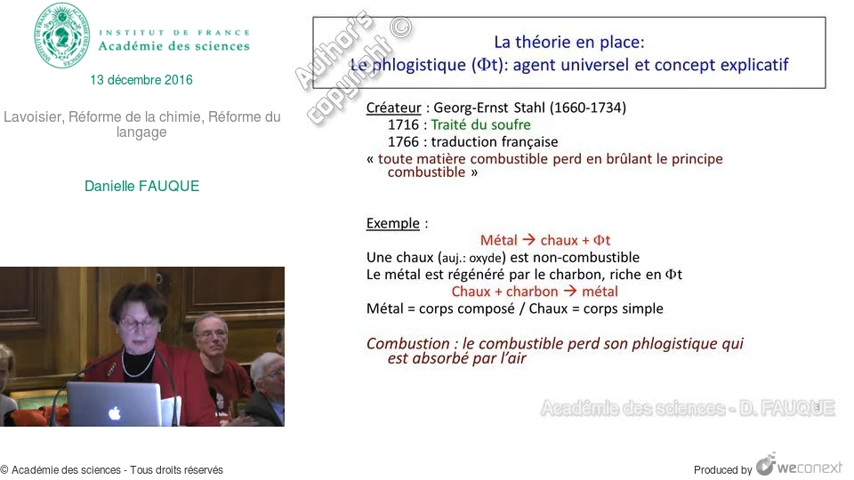 INSTITUT DE FRANCE
Académie des sciences
13 décembre 2016
Lavoisier, Réforme de la chimie, Réforme du
langage
Danielle FAUQUE
Author's
copyright ©
La théorie en place:
Le phlogistique (Φt): agent universel et concept explicatif
Créateur : Georg-Ernst Stahl (1660-1734)
1716 : Traité du soufre
1766 : traduction française
« toute matière combustible perd en brûlant le principe
combustible »
Exemple :
Métal → chaux + Φt
Une chaux (auj.: oxyde) est non-combustible
Le métal est régénéré par le charbon, riche en Φt
Chaux + charbon → métal
Métal = corps composé / Chaux = corps simple
Combustion : le combustible perd son phlogistique qui
est absorbé par l'air
Académie des sciences - D. FAUQUE
© Académie des sciences - Tous droits réservés
Produced by weconext